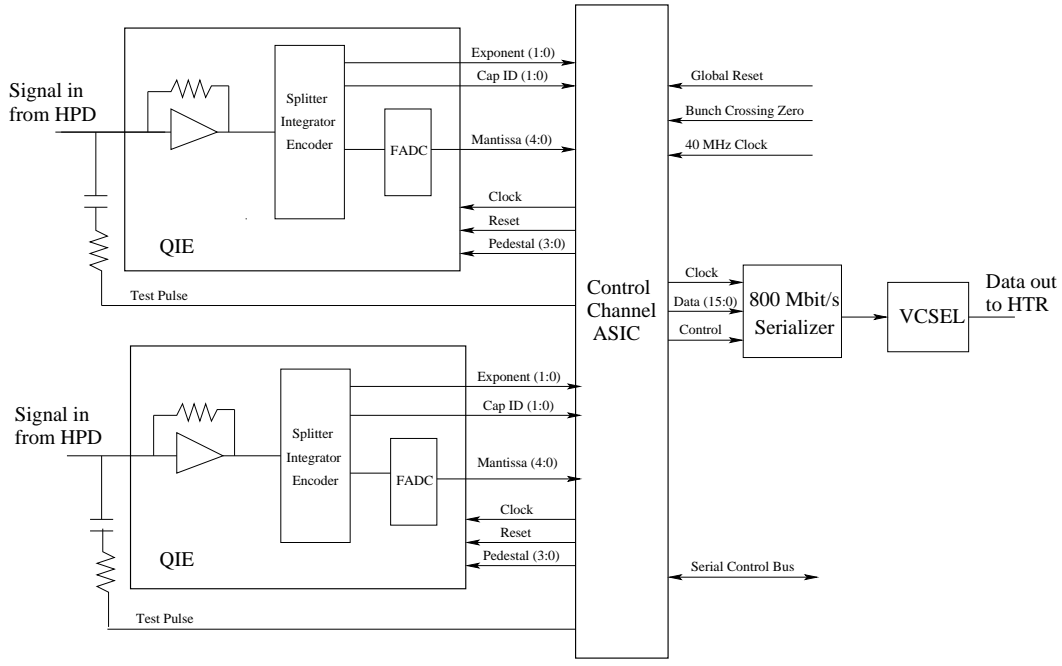 Signal in
from HPD
Splitter
Integrator
Encoder
FADC
QIE
Exponent (1:0)
Cap ID (1:0)
Mantissa (4:0)
Clock
Reset
Pedestal (3:0)
Test Pulse
Control
Channel
ASIC
Global Reset
Bunch Crossing Zero
40 MHz Clock
Clock
Data (15:0)
Control
800 Mbit/s
Serializer
VCSEL
Data out
to HTR
Signal in
from HPD
Splitter
Integrator
Encoder
FADC
QIE
Exponent (1:0)
Cap ID (1:0)
Mantissa (4:0)
Clock
Reset
Pedestal (3:0)
Test Pulse
Serial Control Bus